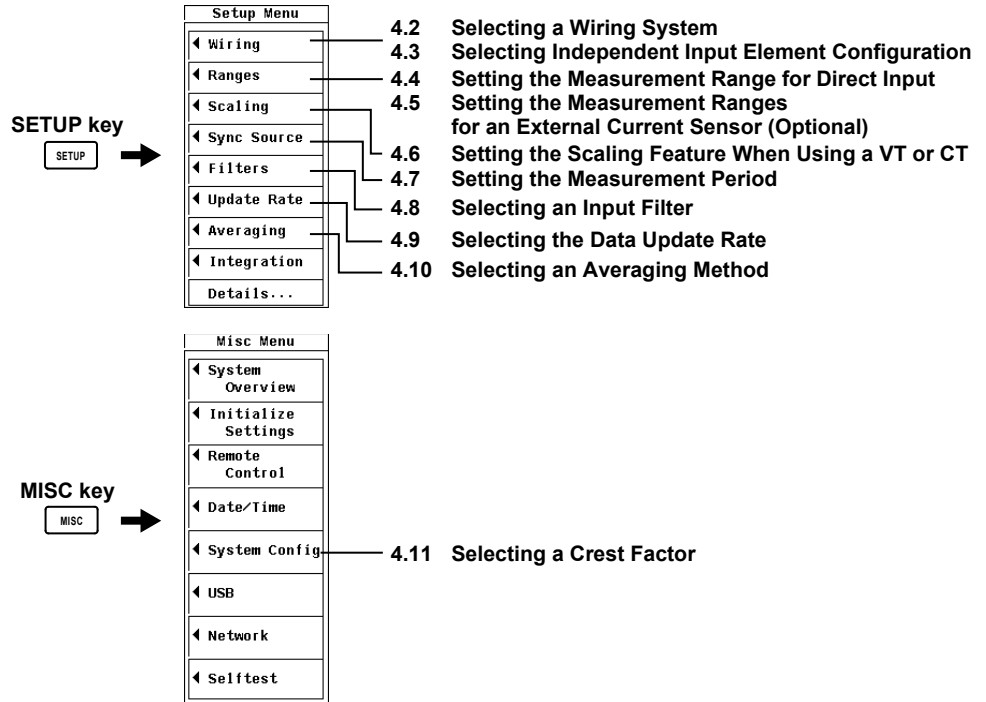 Setup Menu
Wiring
Ranges
Scaling
Sync Source
Filters
Update Rate
Averaging
Integration
Details...
SETUP key
SETUP
4.2 Selecting a Wiring System
4.3 Selecting Independent Input Element Configuration
4.4 Setting the Measurement Range for Direct Input
4.5 Setting the Measurement Ranges
for an External Current Sensor (Optional)
4.6 Setting the Scaling Feature When Using a VT or CT
4.7 Setting the Measurement Period
4.8 Selecting an Input Filter
4.9 Selecting the Data Update Rate
4.10 Selecting an Averaging Method
Misc Menu
System
Overview
Initialize
Settings
Remote
Control
Date/Time
System Config
USB
Network
Selftest
MISC key
MISC
4.11 Selecting a Crest Factor